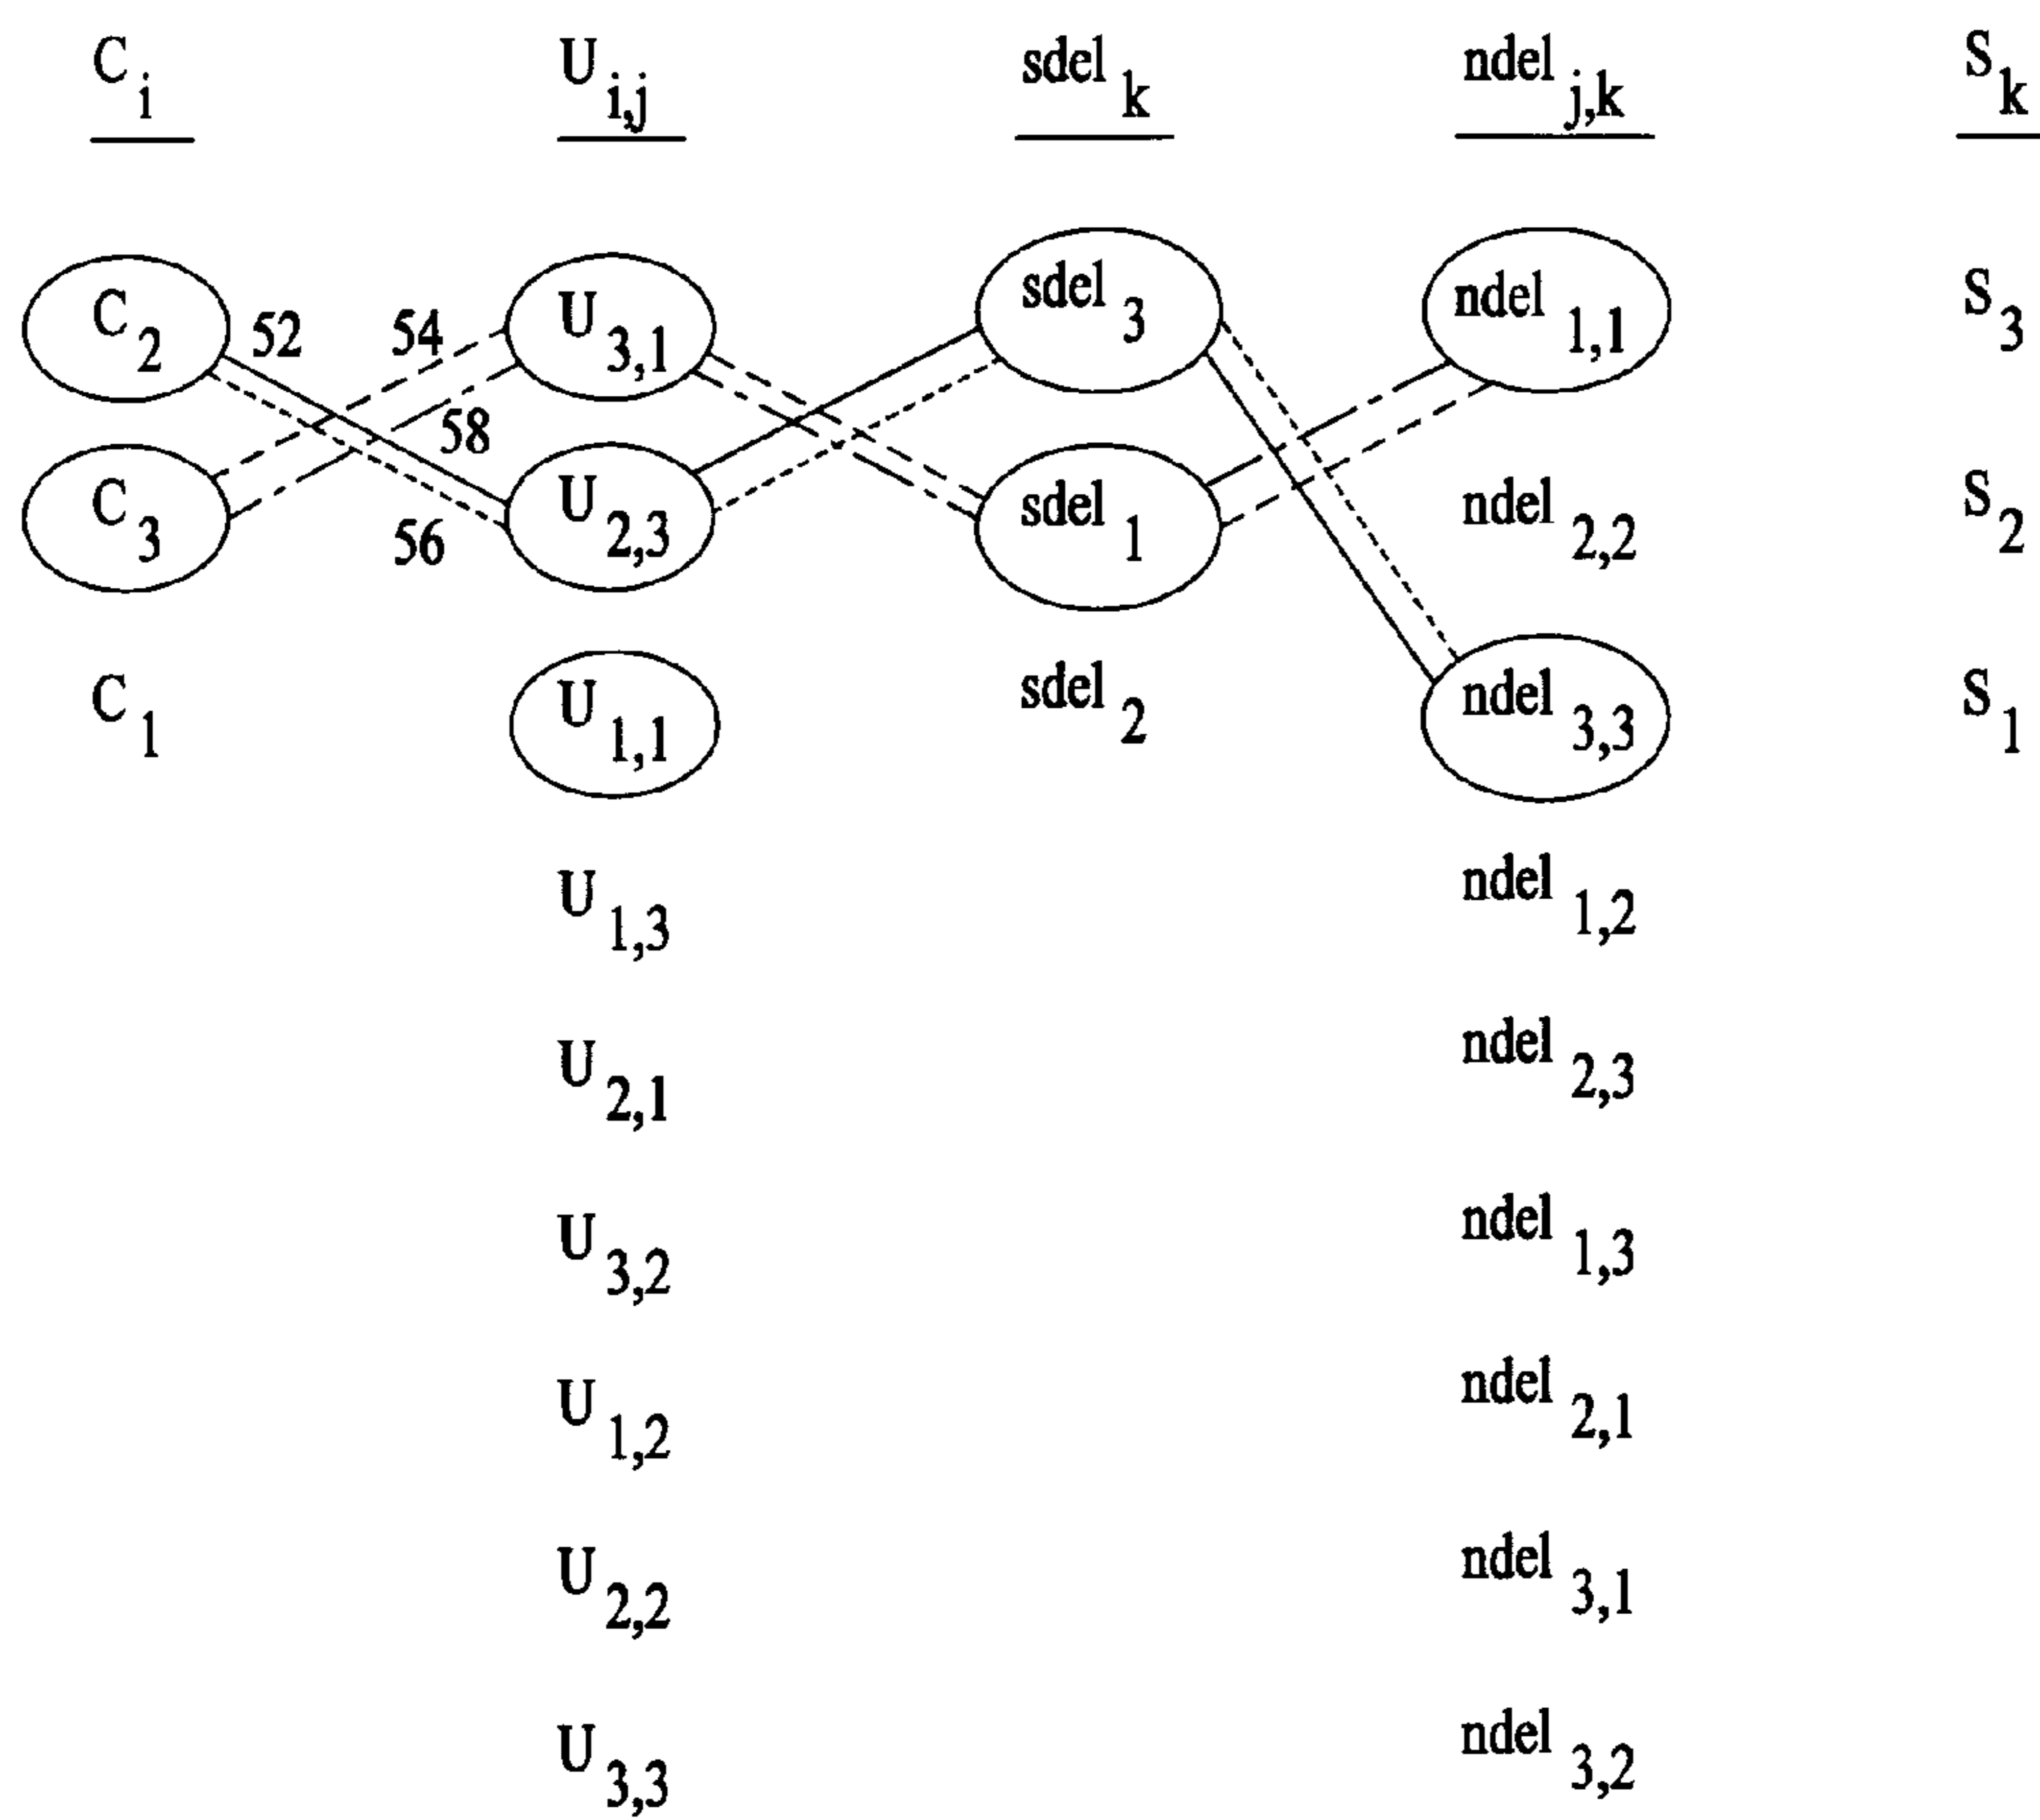 C i U i,j sdel k ndel j,k S k
C 2 52 54 U 3,1 sdel 3 ndel 1,1 S 3
58
C 3 56 U 2,3 sdel 1 ndel 2,2 S 2
C 1 U 1,1 sdel 2 ndel 3,3 S 1
U 1,3 ndel 1,2
U 2,1 ndel 2,3
U 3,2 ndel 1,3
U 1,2 ndel 2,1
U 2,2 ndel 3,1
U 3,3 ndel 3,2